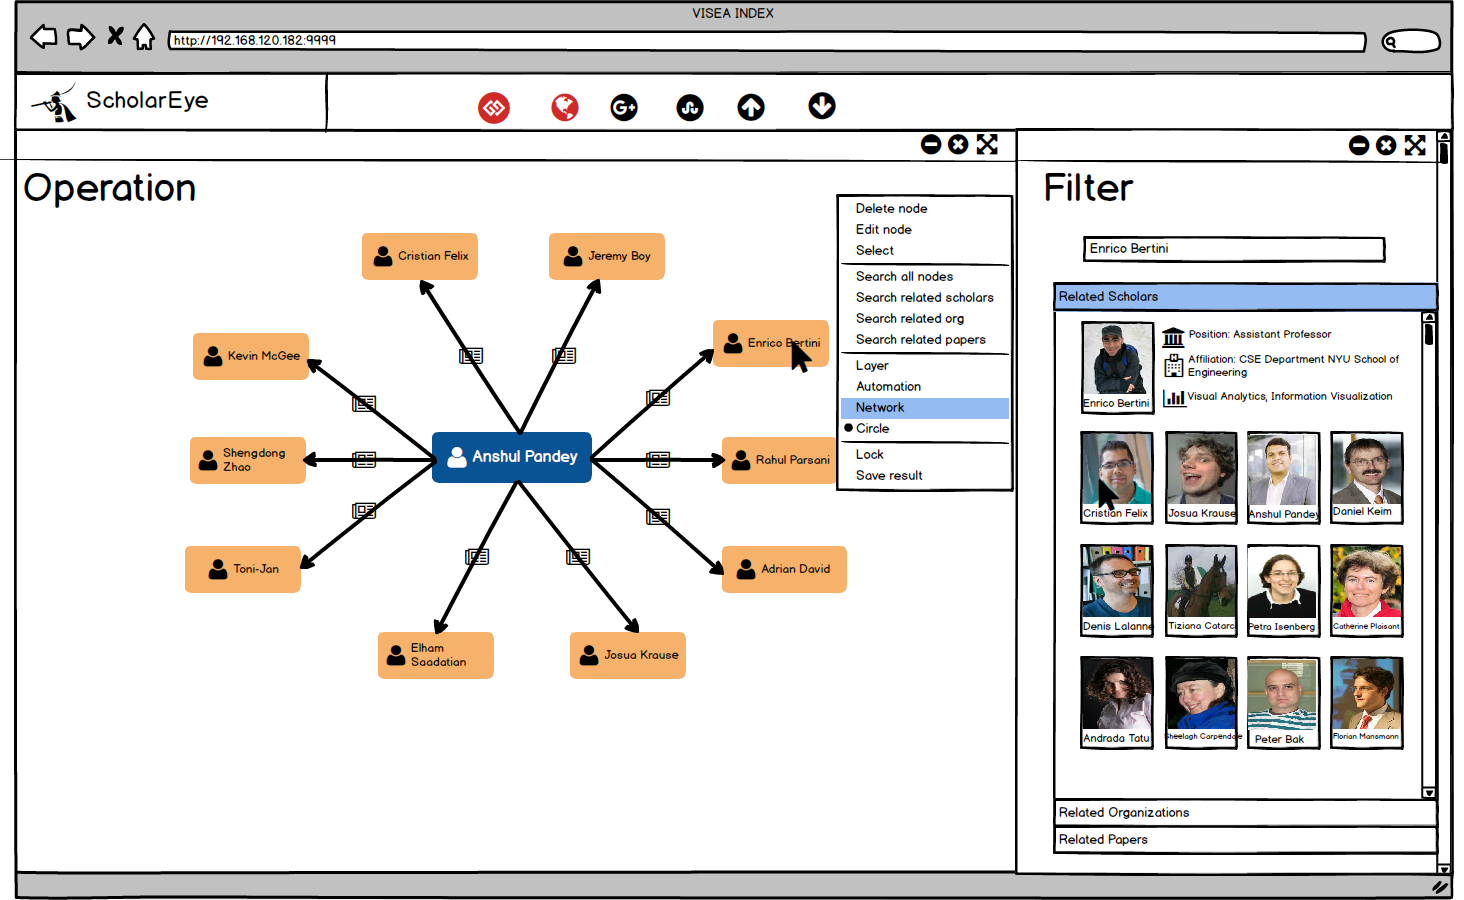 VISEA INDEX
http://192.168.120.182:9999
ScholarEye
Operation
Cristian Felix
Jeremy Boy
Kevin McGee
Enrico Bertini
Shengdong
Zhao
Anshul Pandey
Rahul Parsani
Toni-Jan
Adrian David
Elham
Saadatian
Josua Krause
Delete node
Edit node
Select
Search all nodes
Search related scholars
Search related org
Search related papers
Layer
Automation
Network
Circle
Lock
Save result
Filter
Enrico Bertini
Related Scholars
Position: Assistant Professor
Affiliation: CSE Department NYU School of
Engineering
Visual Analytics, Information Visualization
Enrico Bertini
Cristian Felix
Josua Krause
Anshul Pandey
Daniel Keim
Denis Lalanne
Tiziana Catarc
Petra Isenberg
Catherine Plaisant
Andrada Tatu
Sheelagh Carpendale
Peter Bak
Florian Mansmann
Related Organizations
Related Papers